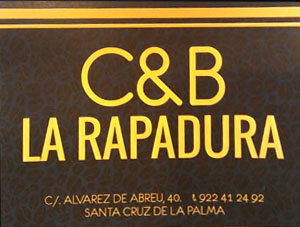 C&B
LA RAPADURA
C/. ALVAREZ DE ABREU, 40. t 922 41 24 92
SANTA CRUZ DE LA PALMA